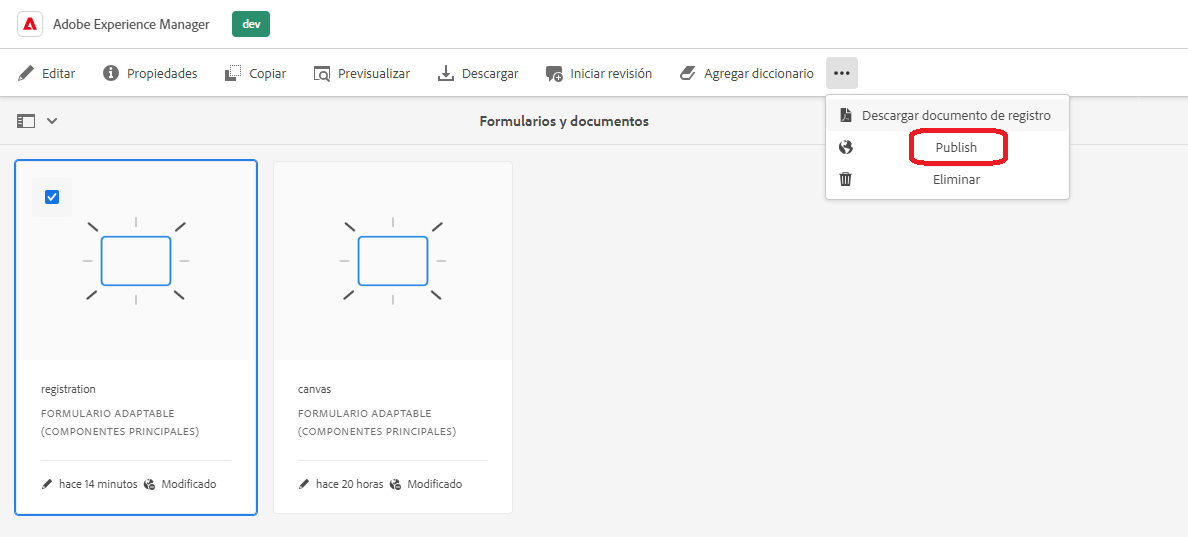 Adobe Experience Manager
dev
Editar
Propiedades
Copiar
Previsualizar
Descargar
Iniciar revisión
Agregar diccionario
Descargar documento de registro
Publish
Eliminar
Formularios y documentos
registration
FORMULARIO ADAPTABLE
(COMPONENTES PRINCIPALES)
hace 14 minutos
Modificado
canvas
FORMULARIO ADAPTABLE
(COMPONENTES PRINCIPALES)
hace 20 horas
Modificado